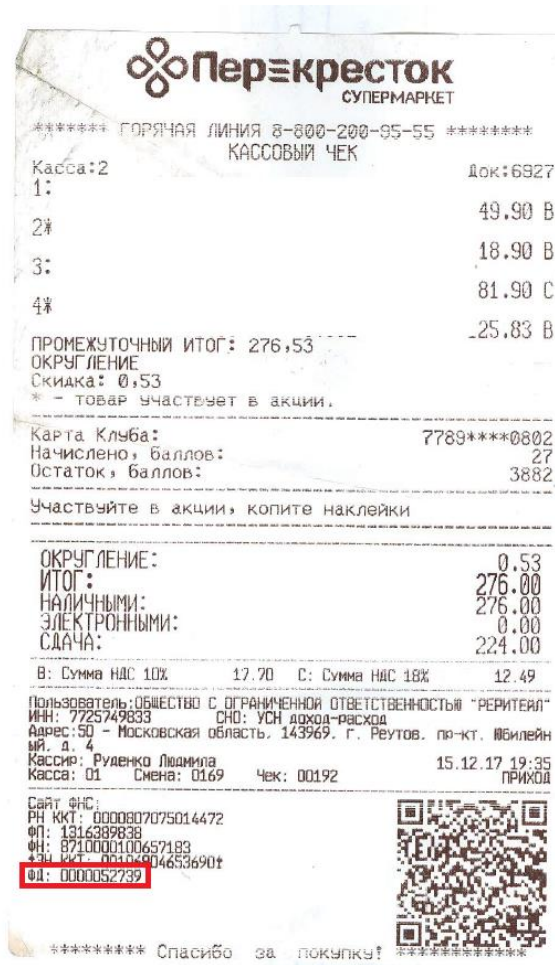 Перекресток
СУПЕРМАРКЕТ
******* ГОРЯЧАЯ ЛИНИЯ 8-800-200-95-55 ********
КАССОВЫЙ ЧЕК
Касса:2 Док:6927
1:
49.90 В
2*
18.90 В
3:
81.90 С
4*
25.83 В
ПРОМЕЖУТОЧНЫЙ ИТОГ: 276,53
ОКРУГЛЕНИЕ
Скидка: 0,53
* - товар участвует в акции.
Карта Клуба: 7789****0802
Начислено, баллов: 27
Остаток, баллов: 3882
Участвуйте в акции, копите наклейки
ОКРУГЛЕНИЕ: 0.53
ИТОГ: 276.00
НАЛИЧНЫМИ: 276.00
ЭЛЕКТРОННЫМИ: 0.00
СДАЧА: 224.00
В: Сумма НДС 10% 17.70 С: Сумма НДС 18% 12.49
Пользователь:ОБЩЕСТВО С ОГРАНИЧЕННОЙ ОТВЕТСТВЕННОСТЬЮ "РЕРИТЕЙЛ"
ИНН: 7725749833 СНО: УСН доход-расход
Адрес:50 - Московская область, 143969, г. Реутов, пр-кт. Юбилейн
ый, д. 4
Кассир: Руденко Людмила 15.12.17 19:35
Касса: 01 Смена: 0169 Чек: 00192 ПРИХОД
Сайт ФНС:
РН ККТ: 0000807075014472
ФП: 1316389838
ФН: 8710000100657183
*ЗН ККТ: 00106904653690*
ФД: 0000052739
********* Спасибо за покупку! ************